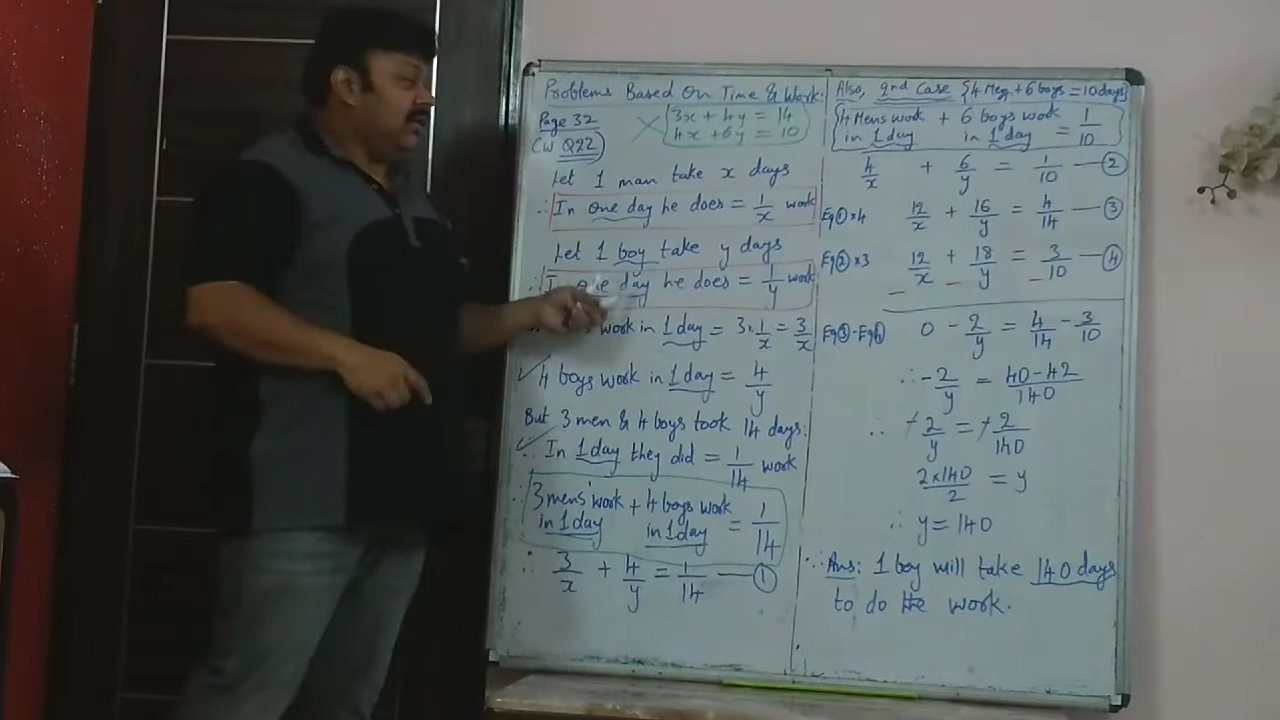 Problems Based On Time & Work:
Page 32
CW Q22
3x + 4y = 14
4x + 6y = 10
Let 1 man take x days
∴ In one day he does = 1/x work
Let 1 boy take y days
day he does = 1/y work
work in 1 day = 3·1/x = 3/x
4 boys work in 1 day = 4/y
But 3 men & 4 boys took 14 days.
∴ In 1 day they did = 1/14 work
∴ 3 mens' work in 1 day + 4 boys work in 1 day = 1/14
∴ 3/x + 4/y = 1/14 — ①
Also, 2nd Case {4 Men + 6 boys = 10 days
4 Mens work in 1 day + 6 boys work in 1 day = 1/10
4/x + 6/y = 1/10 — ②
Eq① × 4 12/x + 16/y = 4/14 — ③
Eq② × 3 12/x + 18/y = 3/10 — ④
− − −
Eq③ - Eq④ 0 - 2/y = 4/14 - 3/10
∴ -2/y = 40-42/140
∴ -2/y = -2/140
2×140/2 = y
∴ y = 140
∴ Ans: 1 boy will take 140 days
to do the work.